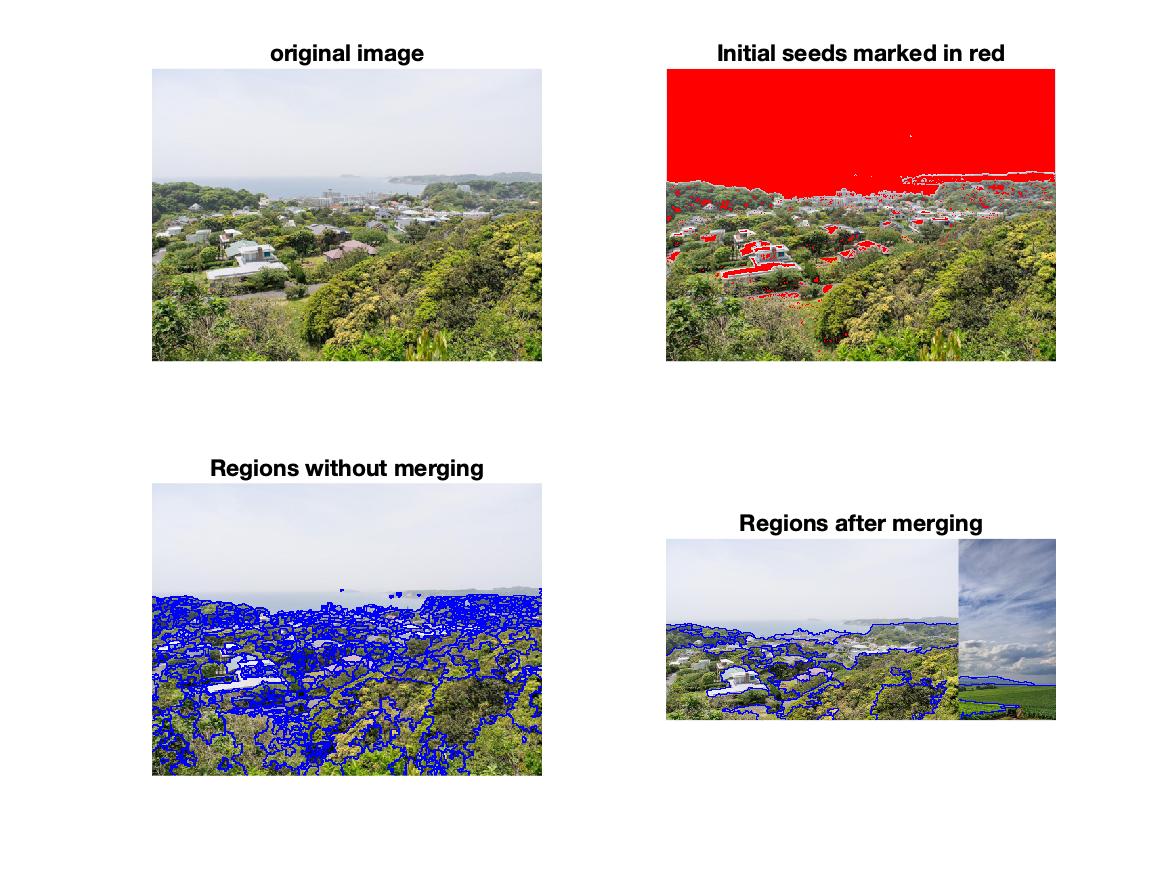 original image
Initial seeds marked in red
Regions without merging
Regions after merging